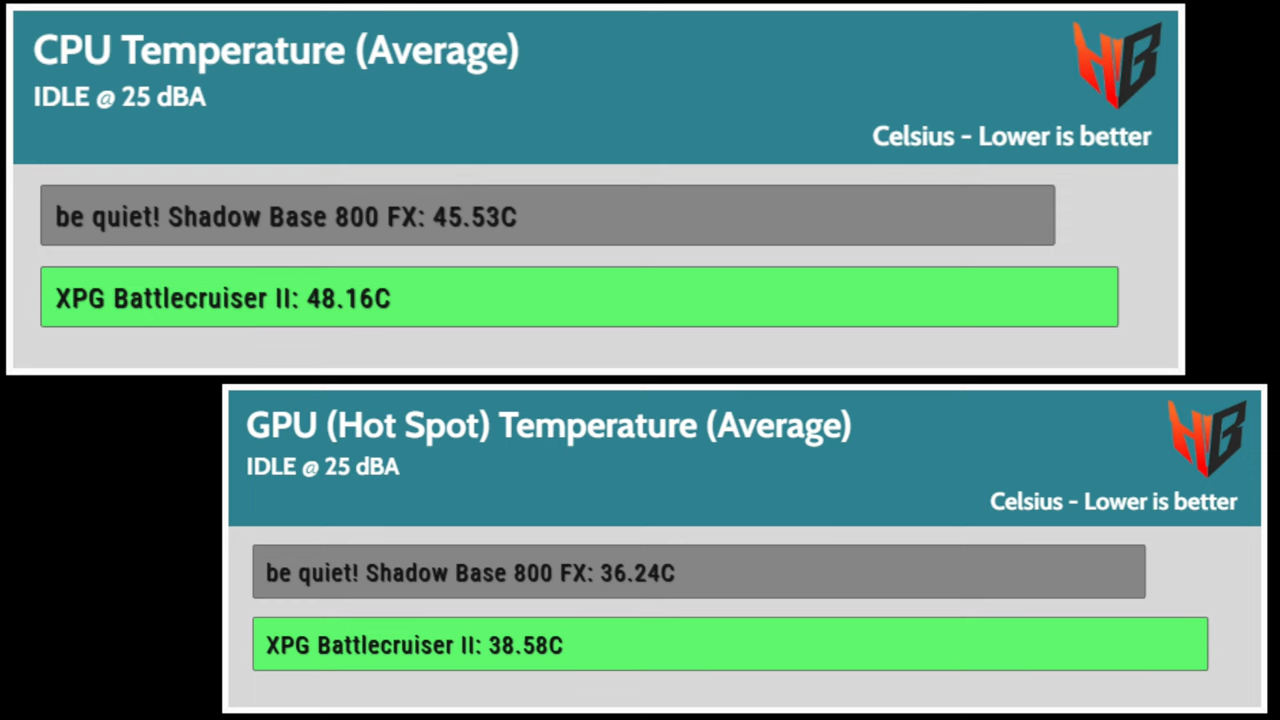 CPU Temperature (Average)
IDLE @ 25 dBA
HB
Celsius - Lower is better
be quiet! Shadow Base 800 FX: 45.53C
XPG Battlecruiser II: 48.16C
GPU (Hot Spot) Temperature (Average)
IDLE @ 25 dBA
HB
Celsius - Lower is better
be quiet! Shadow Base 800 FX: 36.24C
XPG Battlecruiser II: 38.58C